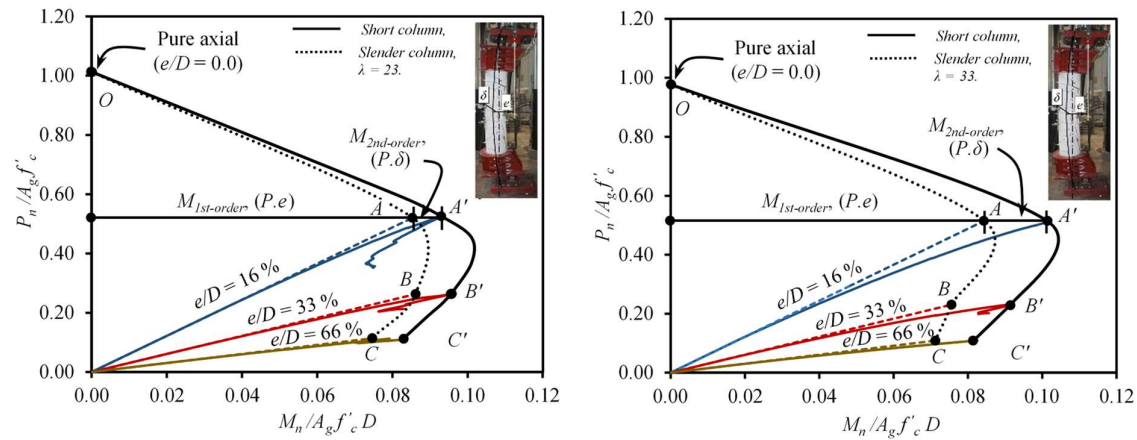 1.20
1.00
0.80
0.60
0.40
0.20
0.00
P_n/A_g f'_c
0.00 0.02 0.04 0.06 0.08 0.10 0.12
M_n/A_g f'_c D
Pure axial
(e/D = 0.0)
O
Short column,
Slender column,
λ = 23.
δ
e
M_2nd-order,
(P.δ)
M_1st-order, (P.e)
A
A'
e/D = 16 %
B
B'
e/D = 33 %
e/D = 66 %
C
C'
1.20
1.00
0.80
0.60
0.40
0.20
0.00
P_n/A_g f'_c
0.00 0.02 0.04 0.06 0.08 0.10 0.12
M_n/A_g f'_c D
Pure axial
(e/D = 0.0)
O
Short column,
Slender column,
λ = 33.
δ
e
M_2nd-order,
(P.δ)
M_1st-order, (P.e)
A
A'
e/D = 16 %
B
B'
e/D = 33 %
e/D = 66 %
C
C'